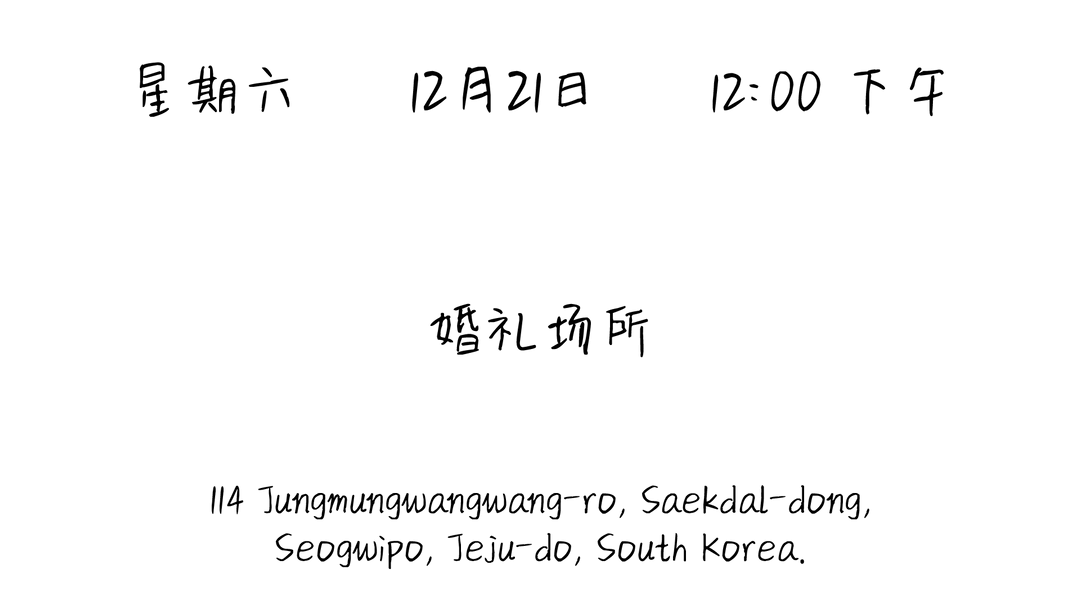 星期六 12月21日 12:00 下午
婚礼场所
114 Jungmungwangwang-ro, Saekdal-dong,
Seogwipo, Jeju-do, South Korea.